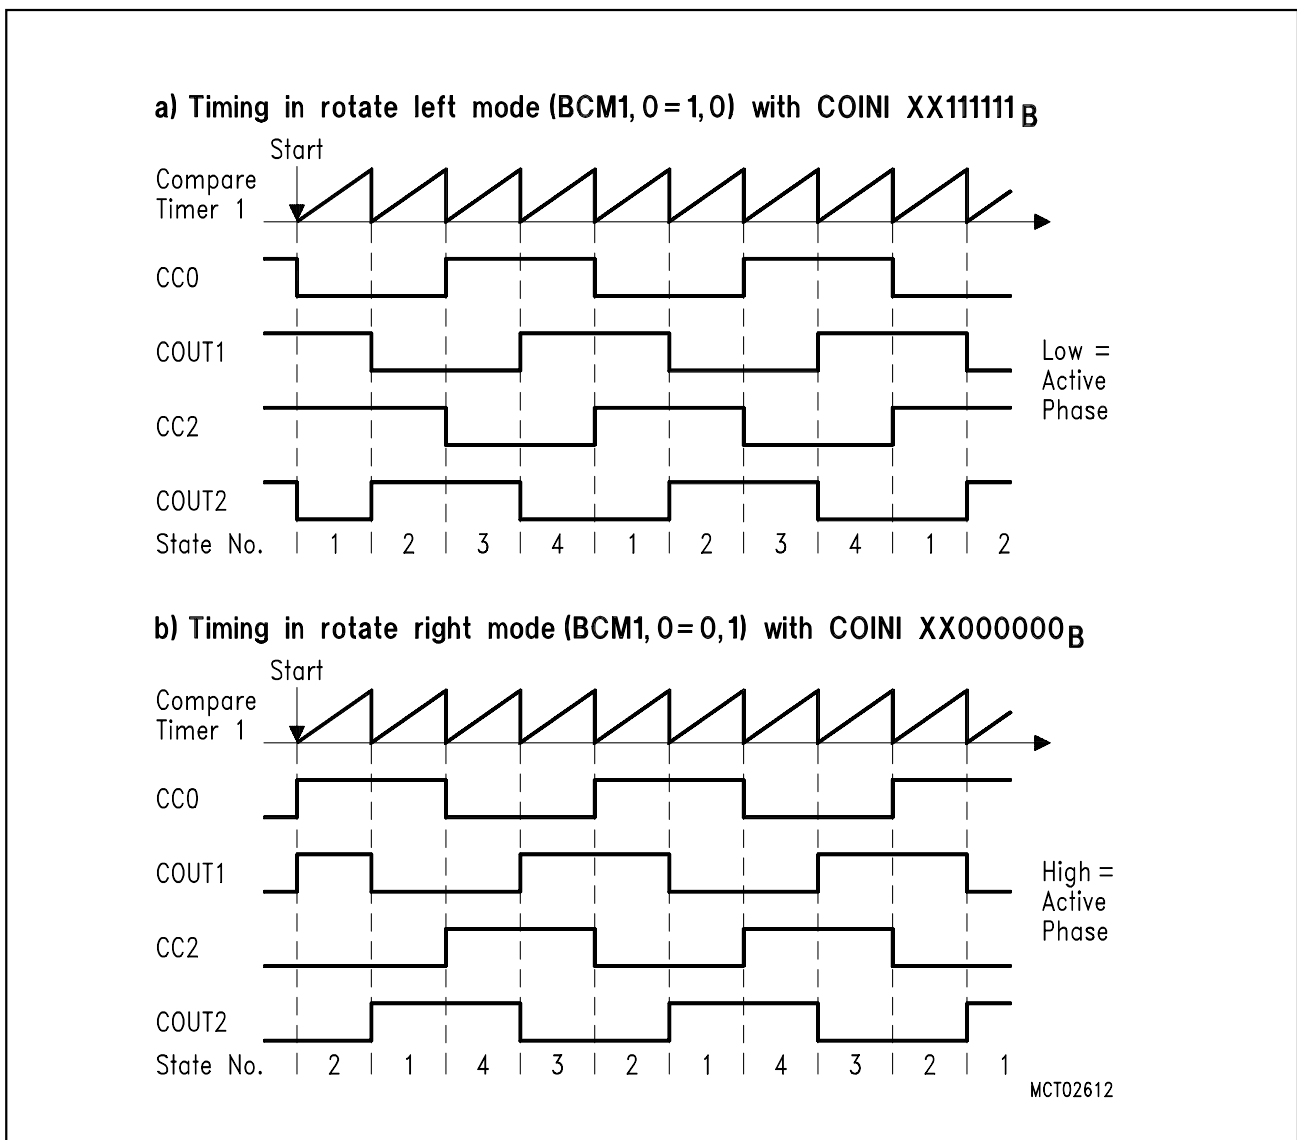 a) Timing in rotate left mode (BCM1, 0 = 1, 0) with COINI XX111111B
Start
Compare
Timer 1
CC0
COUT1
Low =
Active
Phase
CC2
COUT2
State No. 1 2 3 4 1 2 3 4 1 2
b) Timing in rotate right mode (BCM1, 0 = 0, 1) with COINI XX000000B
Start
Compare
Timer 1
CC0
COUT1
High =
Active
Phase
CC2
COUT2
State No. 2 1 4 3 2 1 4 3 2 1
MCT02612